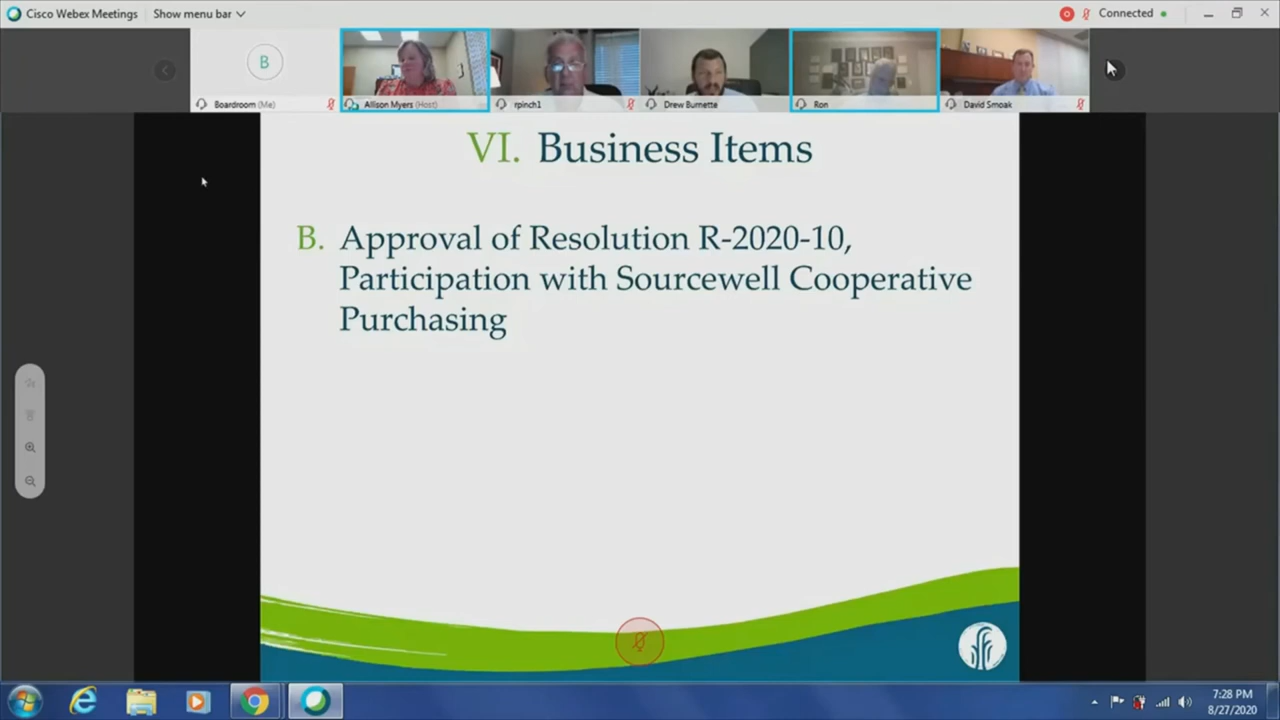 Cisco Webex Meetings Show menu bar Connected
B
Boardroom (Me) Allison Myers (Host) rpinch1 Drew Burnette Ron David Smoak
VI. Business Items
B. Approval of Resolution R-2020-10,
Participation with Sourcewell Cooperative
Purchasing
7:28 PM
8/27/2020